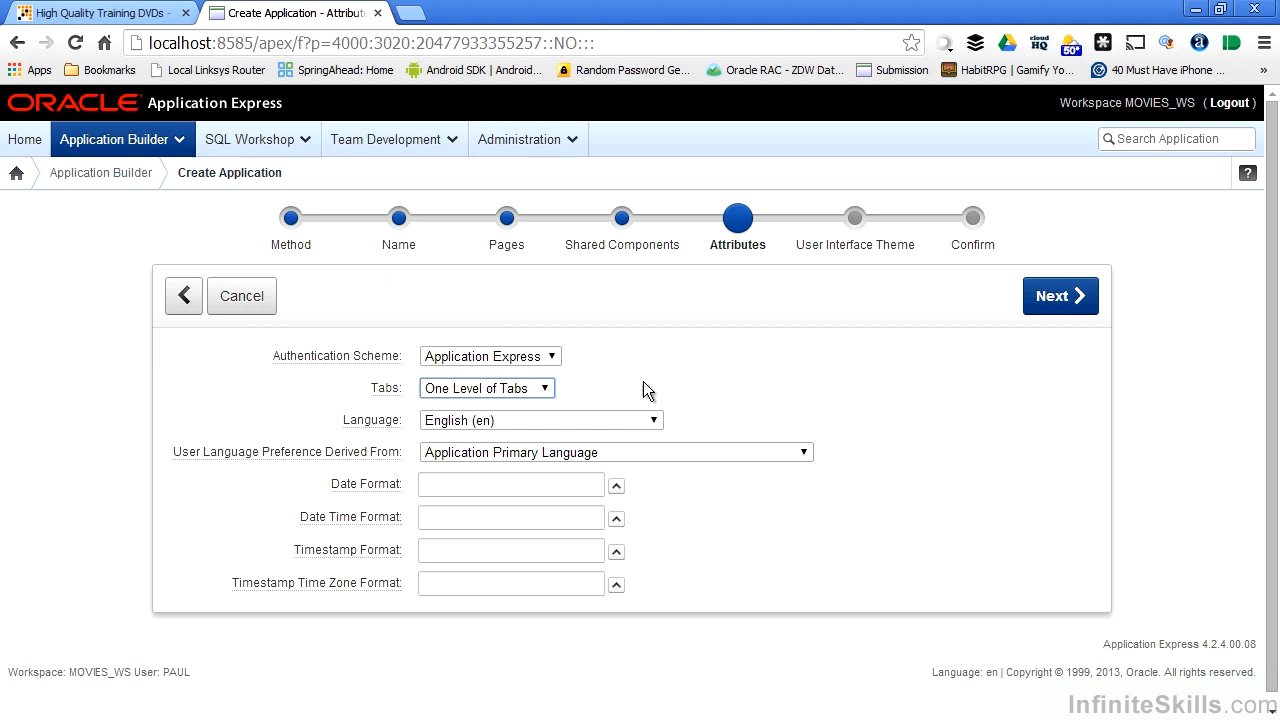 High Quality Training DVDs -
Create Application - Attribut
localhost:8585/apex/f?p=4000:3020:20477933355257::NO:::
Apps
Bookmarks
Local Linksys Router
SpringAhead: Home
Android SDK | Android...
Random Password Ge...
Oracle RAC - ZDW Dat...
Submission
HabitRPG | Gamify Yo...
40 Must Have iPhone ...
»
cloud HQ
50°
ORACLE Application Express
Workspace MOVIES_WS ( Logout )
Home
Application Builder
SQL Workshop
Team Development
Administration
Search Application
Application Builder
Create Application
?
Method
Name
Pages
Shared Components
Attributes
User Interface Theme
Confirm
Cancel
Next
Authentication Scheme: Application Express
Tabs: One Level of Tabs
Language: English (en)
User Language Preference Derived From: Application Primary Language
Date Format:
Date Time Format:
Timestamp Format:
Timestamp Time Zone Format:
Application Express 4.2.4.00.08
Workspace: MOVIES_WS User: PAUL
Language: en | Copyright © 1999, 2013, Oracle. All rights reserved.
InfiniteSkills.com